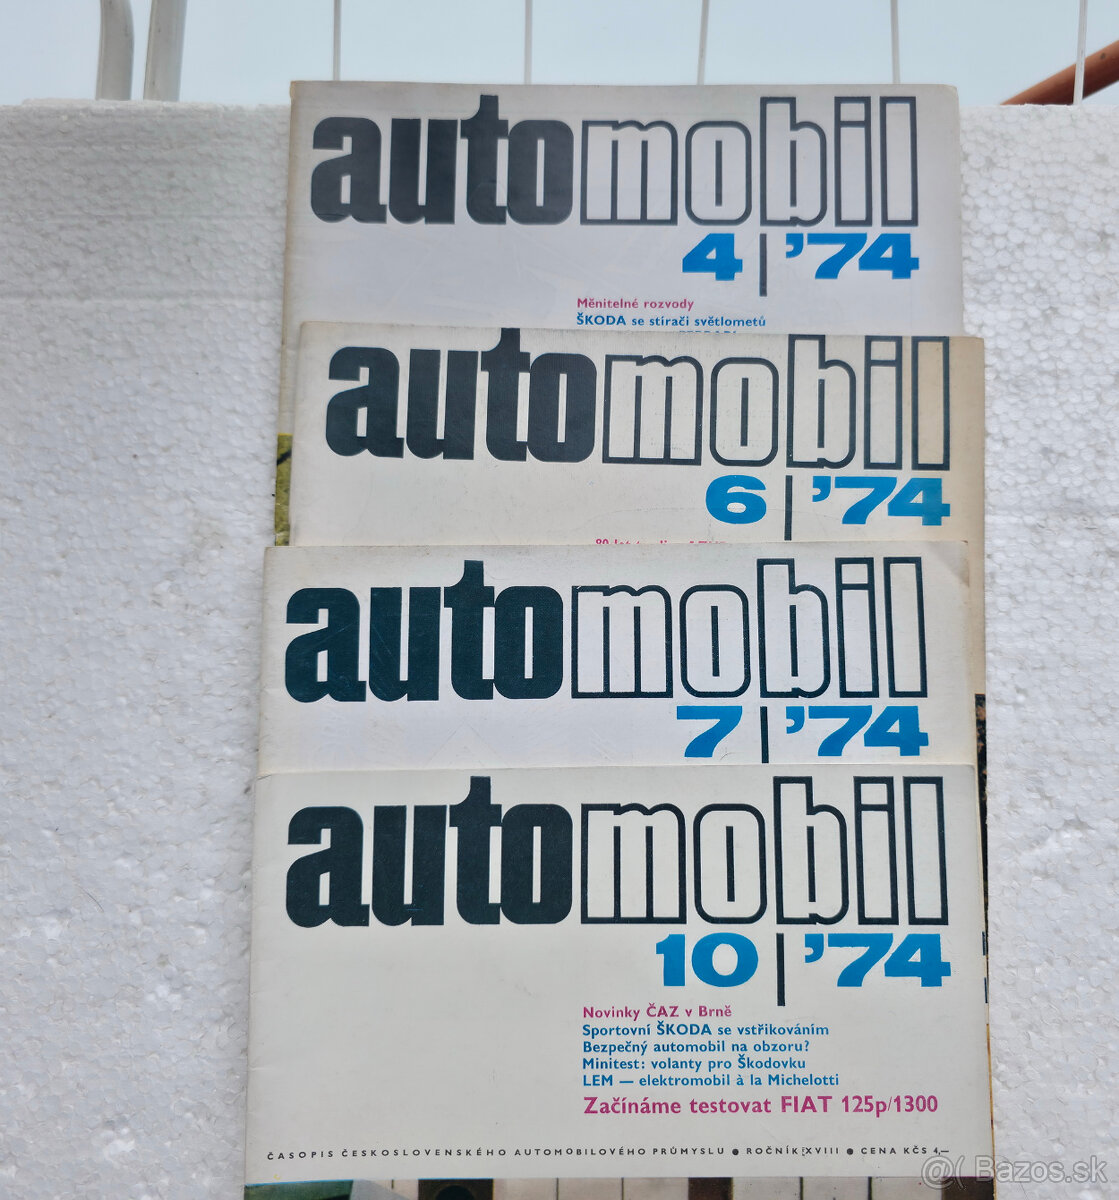 automobil
4 | '74
Měnitelné rozvody
ŠKODA se stírači světlometů
automobil
6 | '74
80 let
automobil
7 | '74
automobil
10 | '74
Novinky ČAZ v Brně
Sportovní ŠKODA se vstřikováním
Bezpečný automobil na obzoru?
Minitest: volanty pro Škodovku
LEM — elektromobil à la Michelotti
Začínáme testovat FIAT 125p/1300
ČASOPIS ČESKOSLOVENSKÉHO AUTOMOBILOVÉHO PRŮMYSLU ● ROČNÍK XVIII ● CENA KČS 4,—
@( Bazos.sk